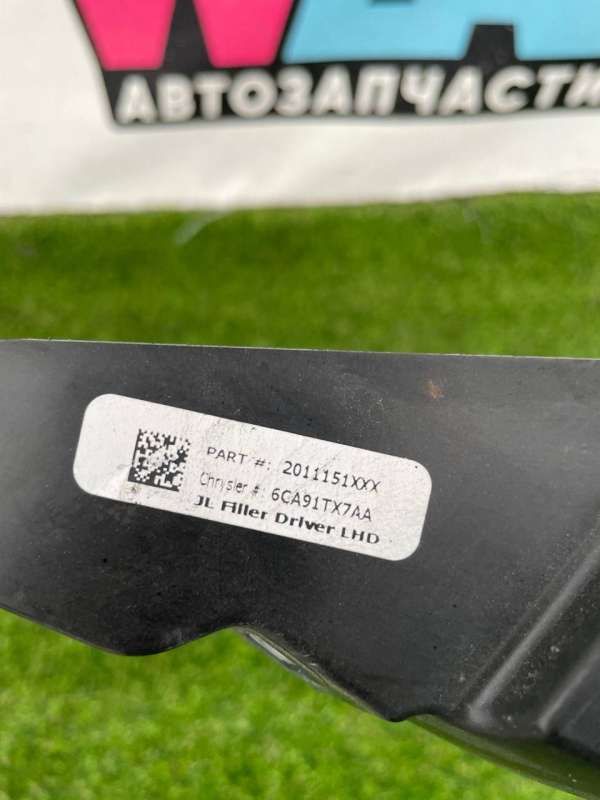 АВТОЗАПЧАСТИ
PART #: 2011151XXX
Chrysler #: 6CA91TX7AA
JL Filler Driver LHD